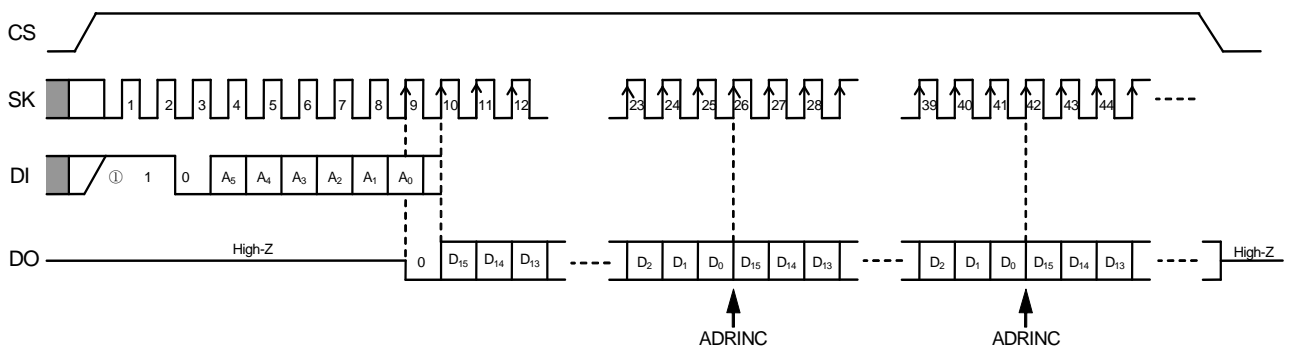 CS
SK 1 2 3 4 5 6 7 8 9 10 11 12 23 24 25 26 27 28 39 40 41 42 43 44
DI ① 1 0 A₅ A₄ A₃ A₂ A₁ A₀
DO High-Z 0 D₁₅ D₁₄ D₁₃ D₂ D₁ D₀ D₁₅ D₁₄ D₁₃ D₂ D₁ D₀ D₁₅ D₁₄ D₁₃ High-Z
ADRINC ADRINC